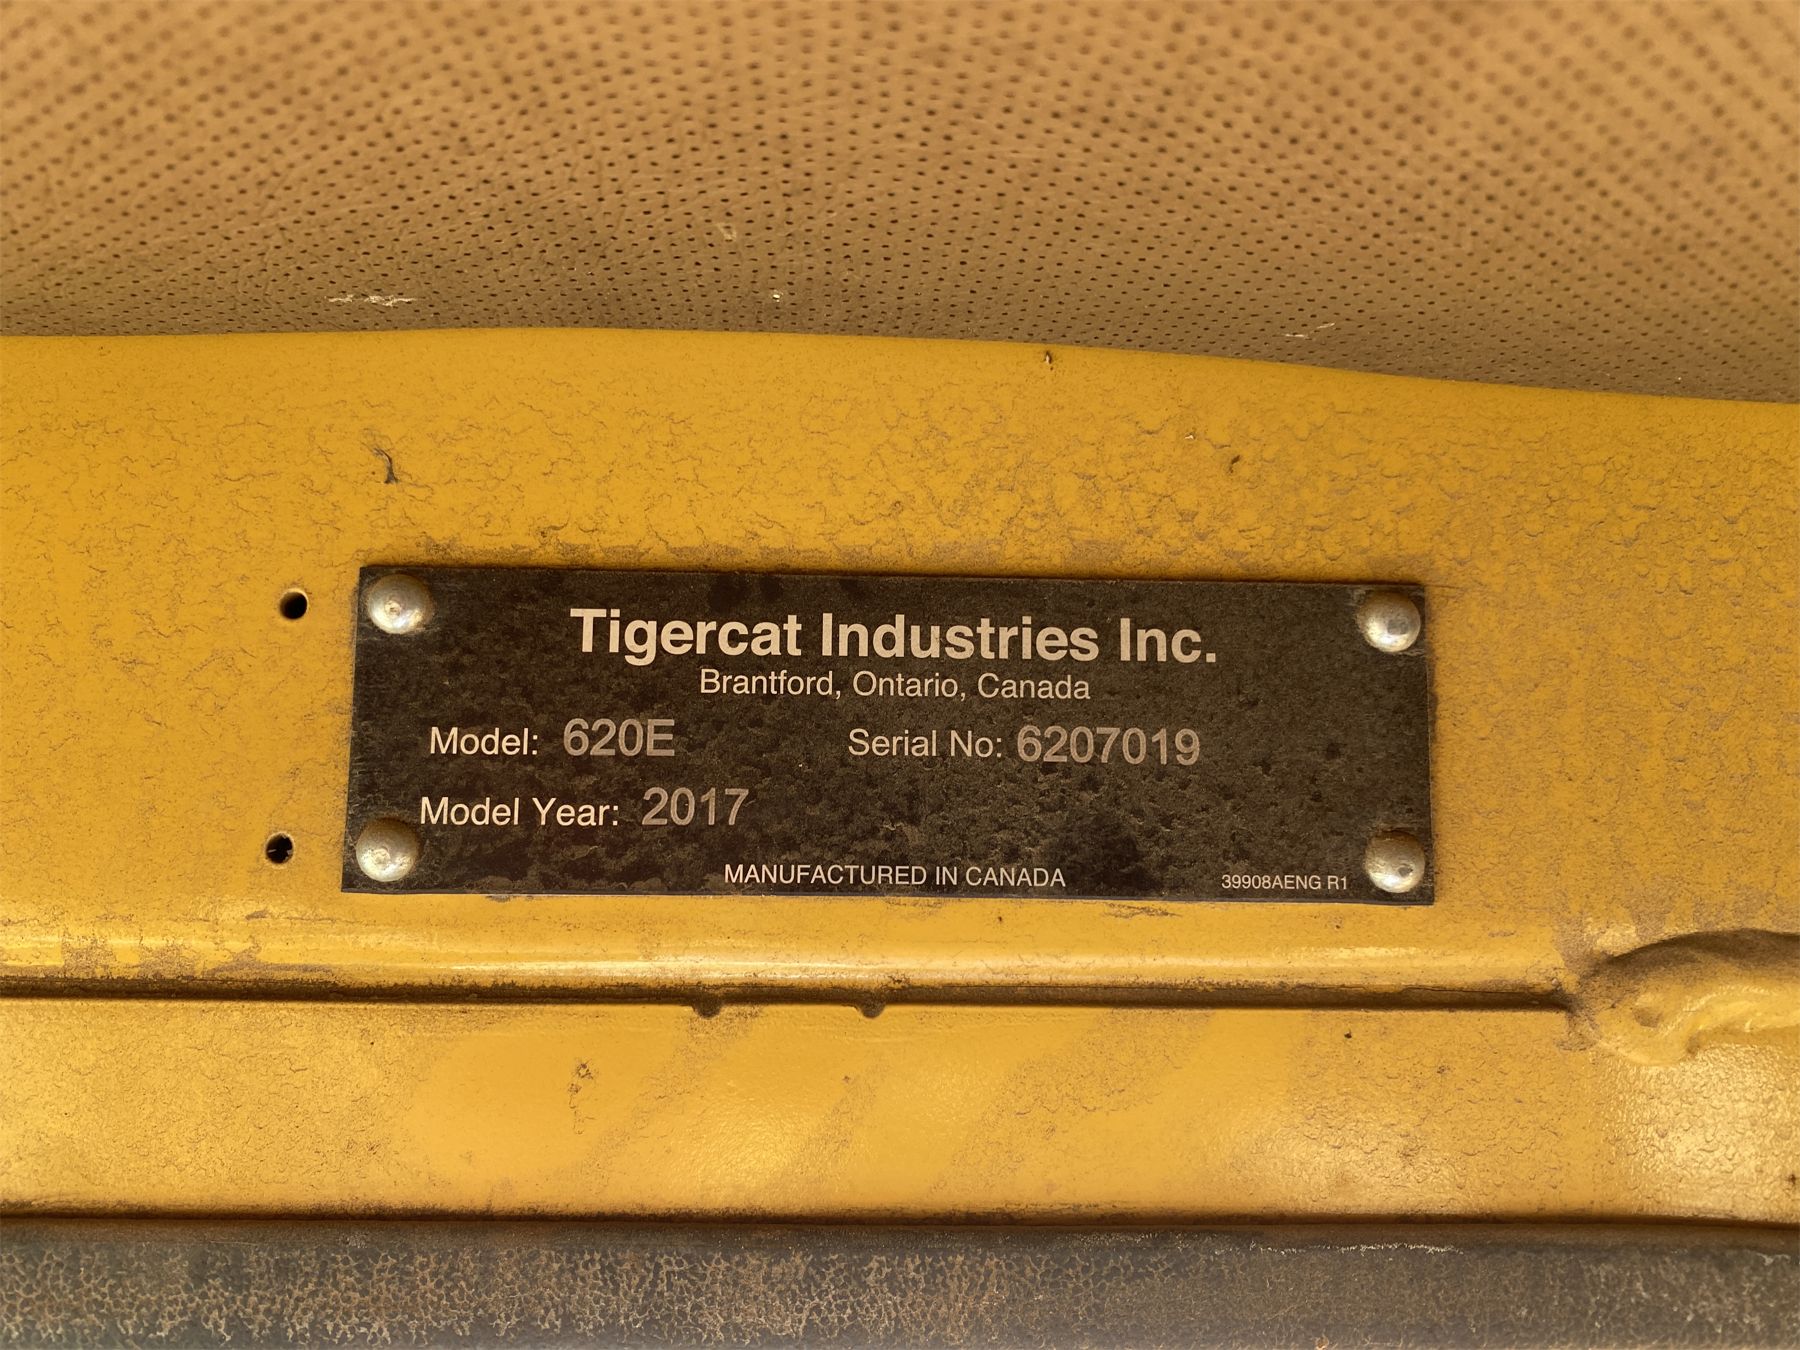 Tigercat Industries Inc.
Brantford, Ontario, Canada
Model: 620E Serial No: 6207019
Model Year: 2017
MANUFACTURED IN CANADA 39908AENG R1